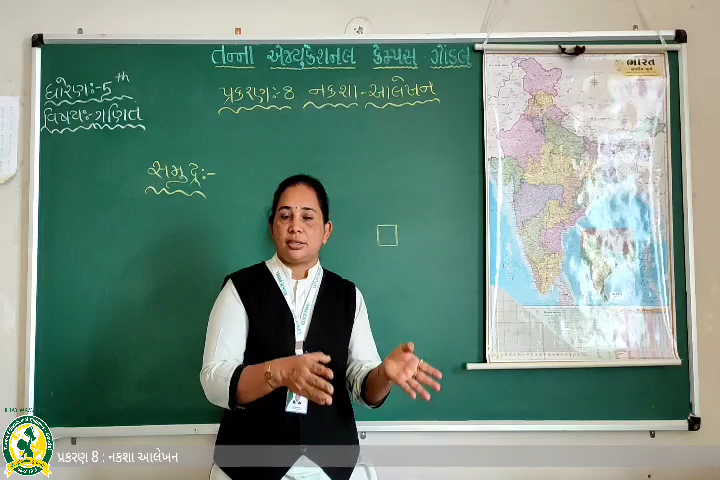 તન્ના એજ્યુકેશનલ કેમ્પસ ગોંડલ
ધોરણ:-5th
પ્રકરણ:-8 નકશા-આલેખન
વિષય:-ગણિત
સમુદ્ર:-
ભારત
પ્રકરણ 8 : નકશા આલેખન